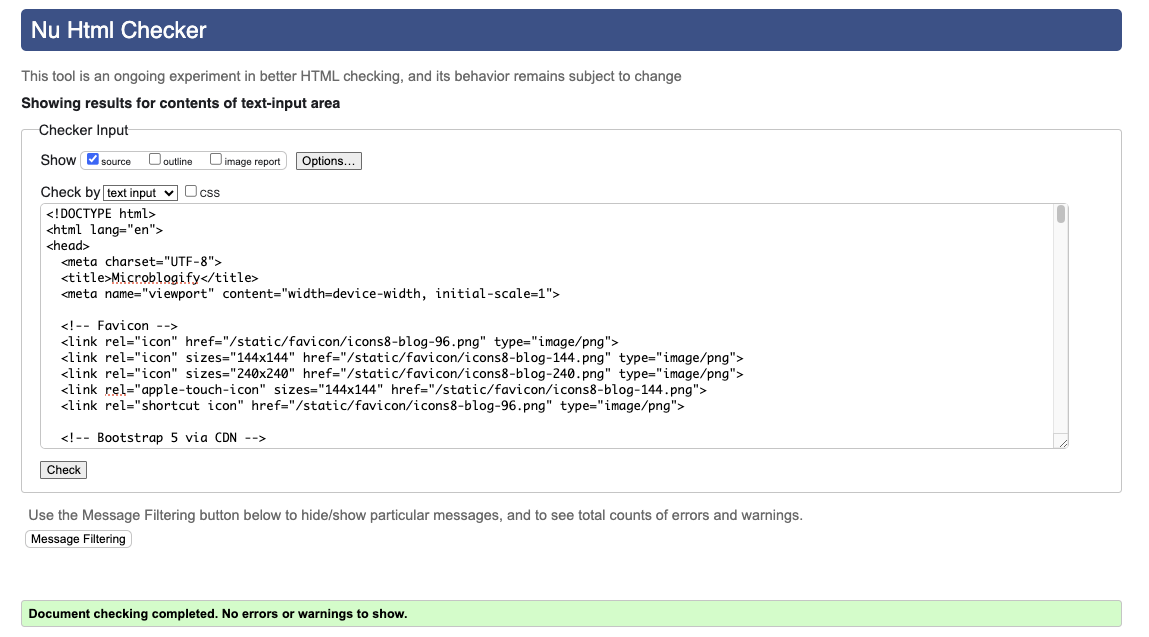 Nu Html Checker
This tool is an ongoing experiment in better HTML checking, and its behavior remains subject to change
Showing results for contents of text-input area
Checker Input
Show source outline image report Options...
Check by text input CSS
<!DOCTYPE html>
<html lang="en">
<head>
  <meta charset="UTF-8">
  <title>Microblogify</title>
  <meta name="viewport" content="width=device-width, initial-scale=1">

  <!-- Favicon -->
  <link rel="icon" href="/static/favicon/icons8-blog-96.png" type="image/png">
  <link rel="icon" sizes="144x144" href="/static/favicon/icons8-blog-144.png" type="image/png">
  <link rel="icon" sizes="240x240" href="/static/favicon/icons8-blog-240.png" type="image/png">
  <link rel="apple-touch-icon" sizes="144x144" href="/static/favicon/icons8-blog-144.png">
  <link rel="shortcut icon" href="/static/favicon/icons8-blog-96.png" type="image/png">

  <!-- Bootstrap 5 via CDN -->
Check
Use the Message Filtering button below to hide/show particular messages, and to see total counts of errors and warnings.
Message Filtering
Document checking completed. No errors or warnings to show.